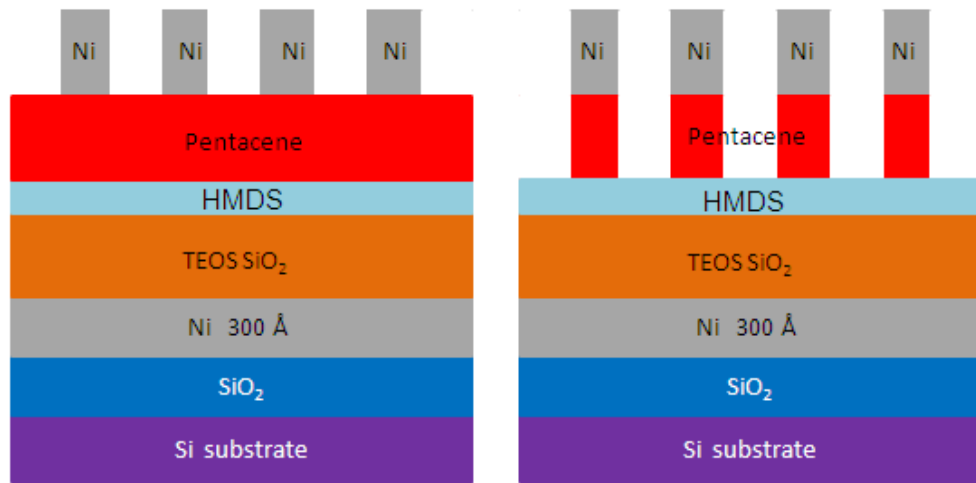 Ni Ni Ni Ni
Pentacene
HMDS
TEOS SiO₂
Ni 300 Å
SiO₂
Si substrate
Ni Ni Ni Ni
Pentacene
HMDS
TEOS SiO₂
Ni 300 Å
SiO₂
Si substrate